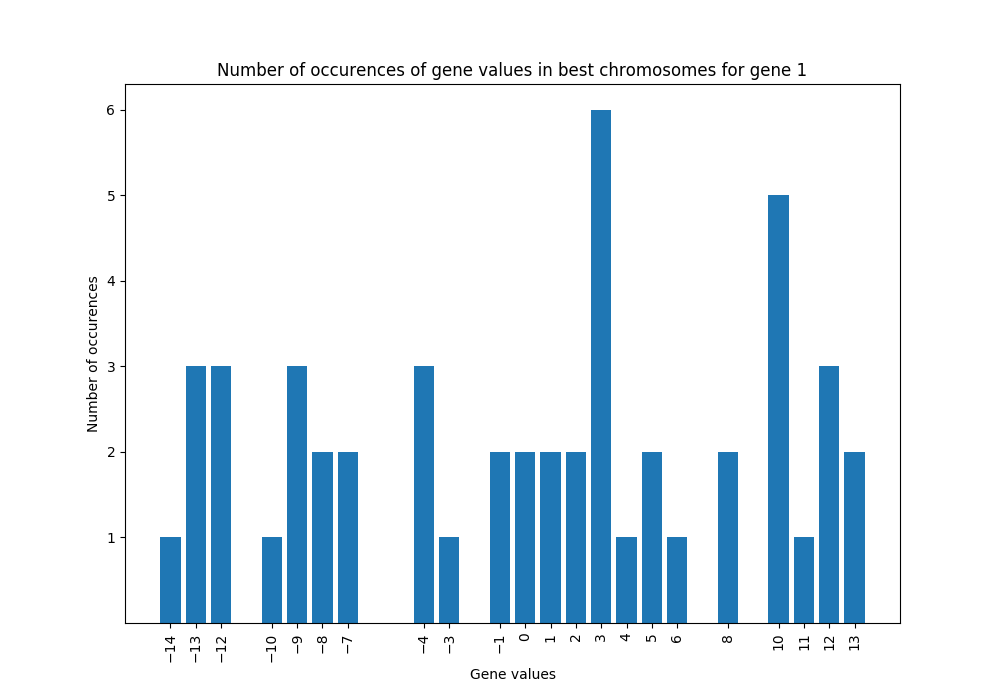 Number of occurences of gene values in best chromosomes for gene 1
Number of occurences
6
5
4
3
2
1
−14 −13 −12 −10 −9 −8 −7 −4 −3 −1 0 1 2 3 4 5 6 8 10 11 12 13
Gene values